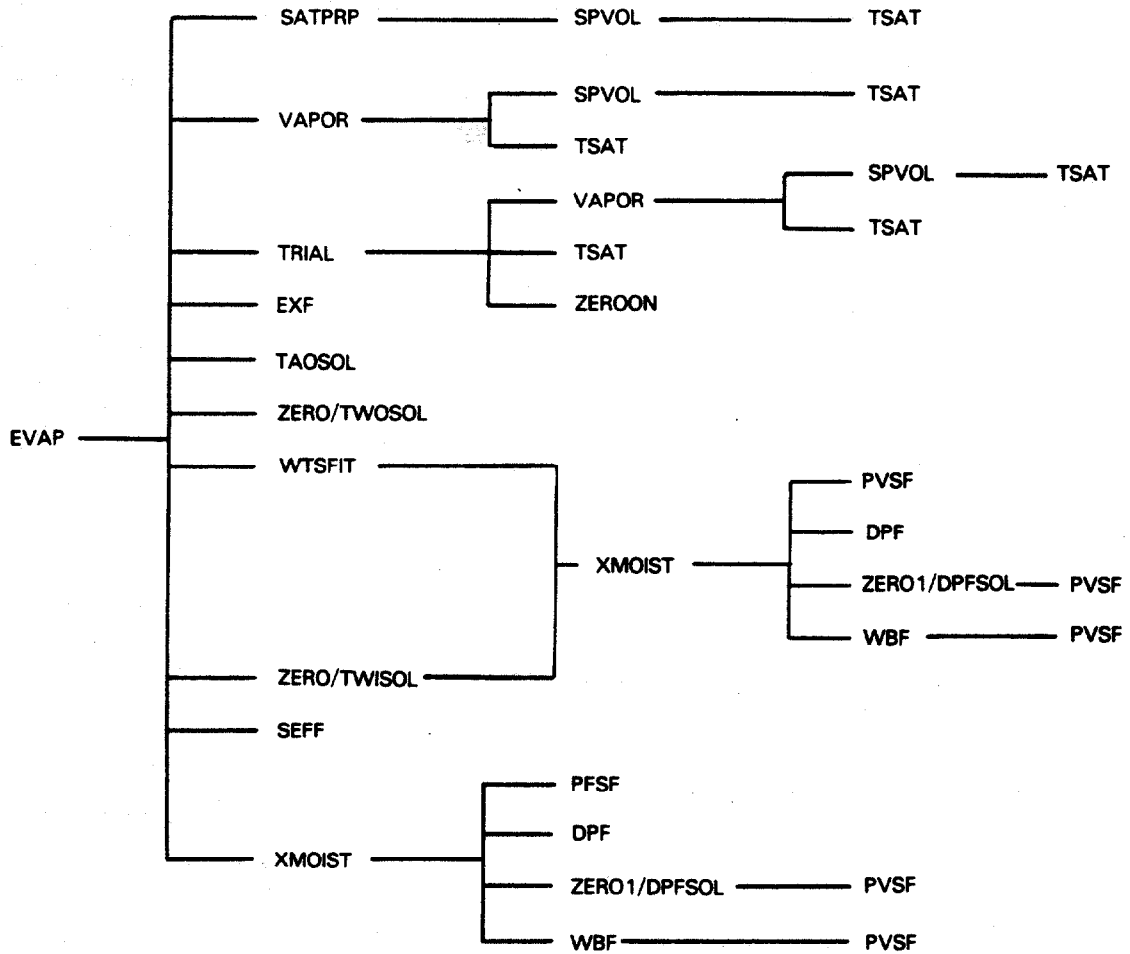 SATPRP SPVOL TSAT
SPVOL TSAT
VAPOR
TSAT
SPVOL TSAT
VAPOR
TSAT
TRIAL TSAT
EXF ZEROON
TAOSOL
ZERO/TWOSOL
EVAP
WTSFIT
PVSF
DPF
XMOIST
ZERO1/DPFSOL PVSF
WBF PVSF
ZERO/TWISOL
SEFF
PFSF
DPF
XMOIST
ZERO1/DPFSOL PVSF
WBF PVSF